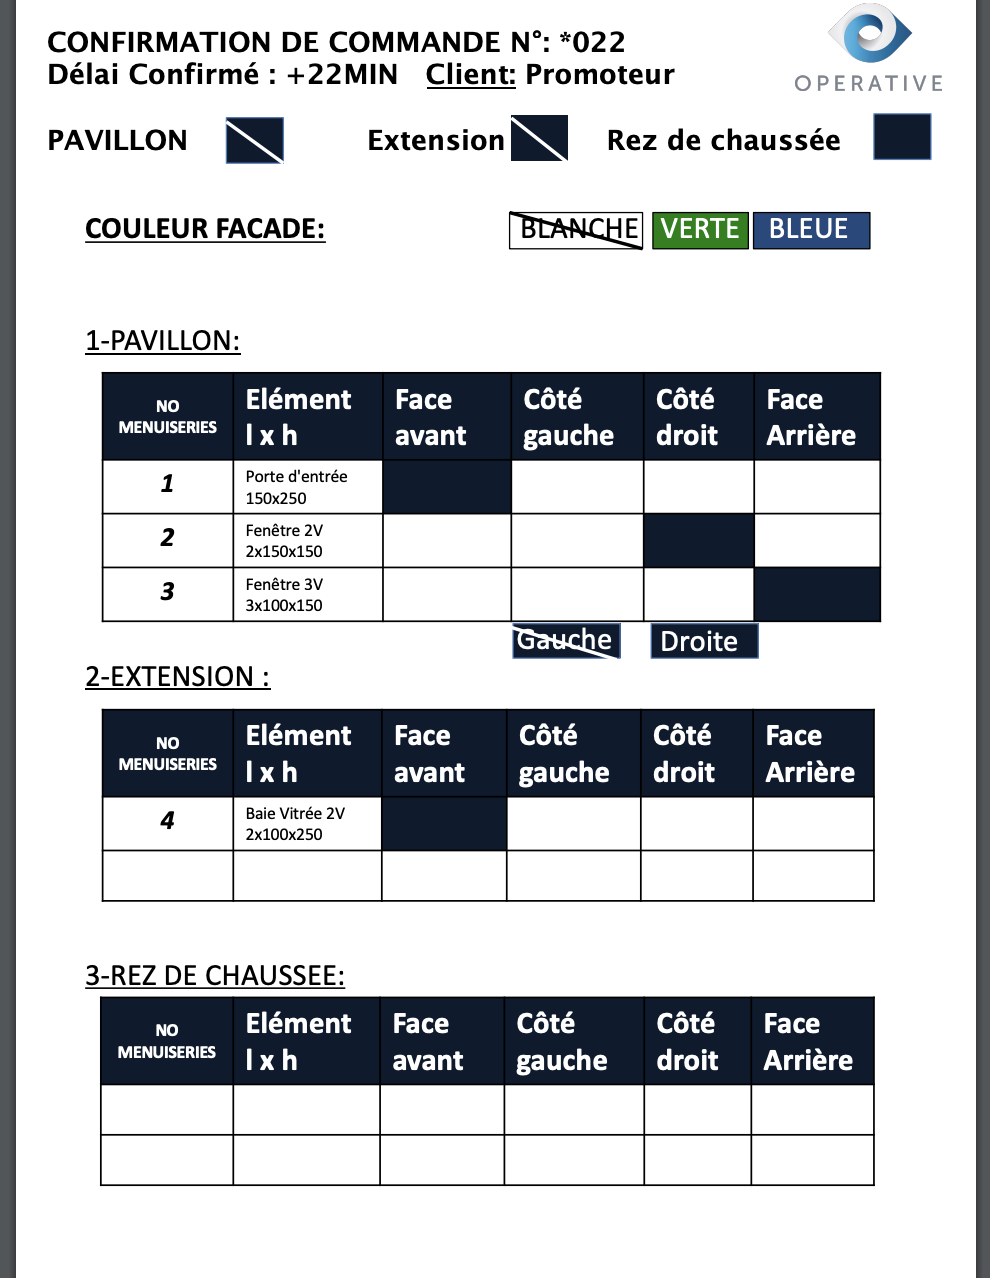 CONFIRMATION DE COMMANDE N°: *022
Délai Confirmé : +22MIN Client: Promoteur
OPERATIVE
PAVILLON Extension Rez de chaussée
COULEUR FACADE: BLANCHE VERTE BLEUE
1-PAVILLON:
NO MENUISERIES Elément l x h Face avant Côté gauche Côté droit Face Arrière
1 Porte d'entrée 150x250
2 Fenêtre 2V 2x150x150
3 Fenêtre 3V 3x100x150
Gauche Droite
2-EXTENSION :
NO MENUISERIES Elément l x h Face avant Côté gauche Côté droit Face Arrière
4 Baie Vitrée 2V 2x100x250
3-REZ DE CHAUSSEE:
NO MENUISERIES Elément l x h Face avant Côté gauche Côté droit Face Arrière